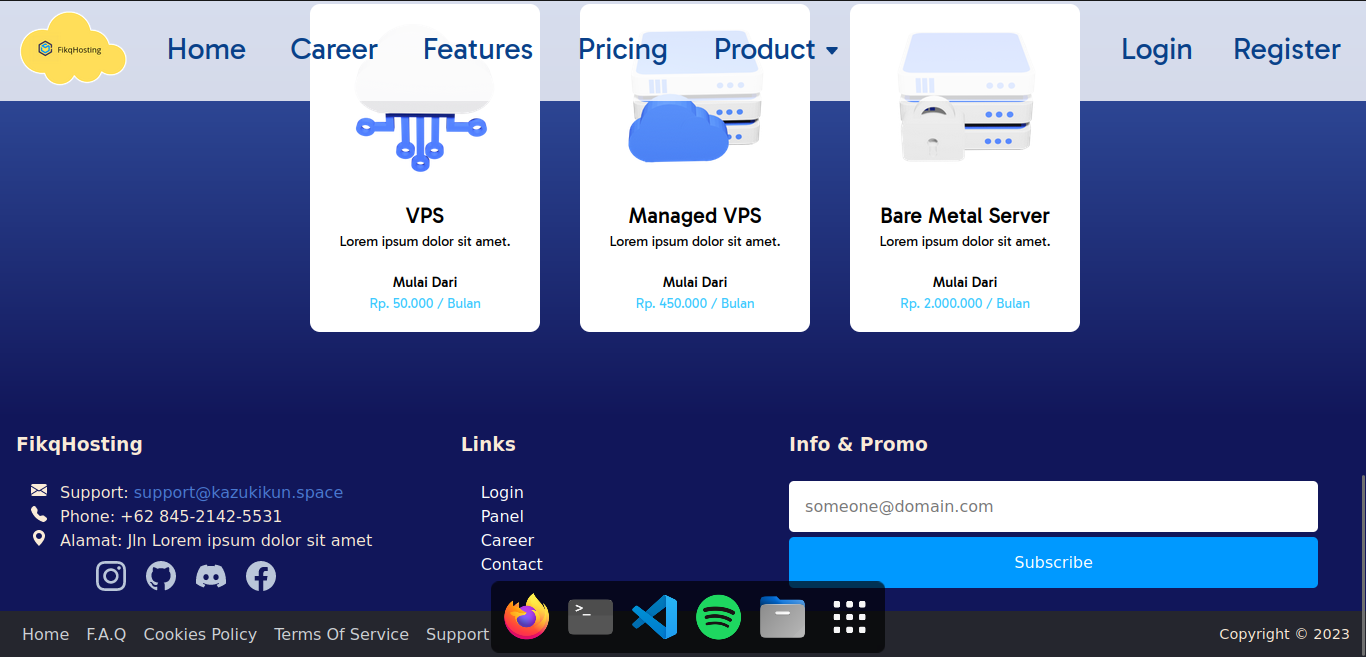 FikqHosting
Home Career Features Pricing Product Login Register
VPS
Lorem ipsum dolor sit amet.
Mulai Dari
Rp. 50.000 / Bulan
Managed VPS
Lorem ipsum dolor sit amet.
Mulai Dari
Rp. 450.000 / Bulan
Bare Metal Server
Lorem ipsum dolor sit amet.
Mulai Dari
Rp. 2.000.000 / Bulan
FikqHosting
Support: support@kazukikun.space
Phone: +62 845-2142-5531
Alamat: Jln Lorem ipsum dolor sit amet
Links
Login
Panel
Career
Contact
Info & Promo
someone@domain.com
Subscribe
>_
Home F.A.Q Cookies Policy Terms Of Service Support
Copyright © 2023